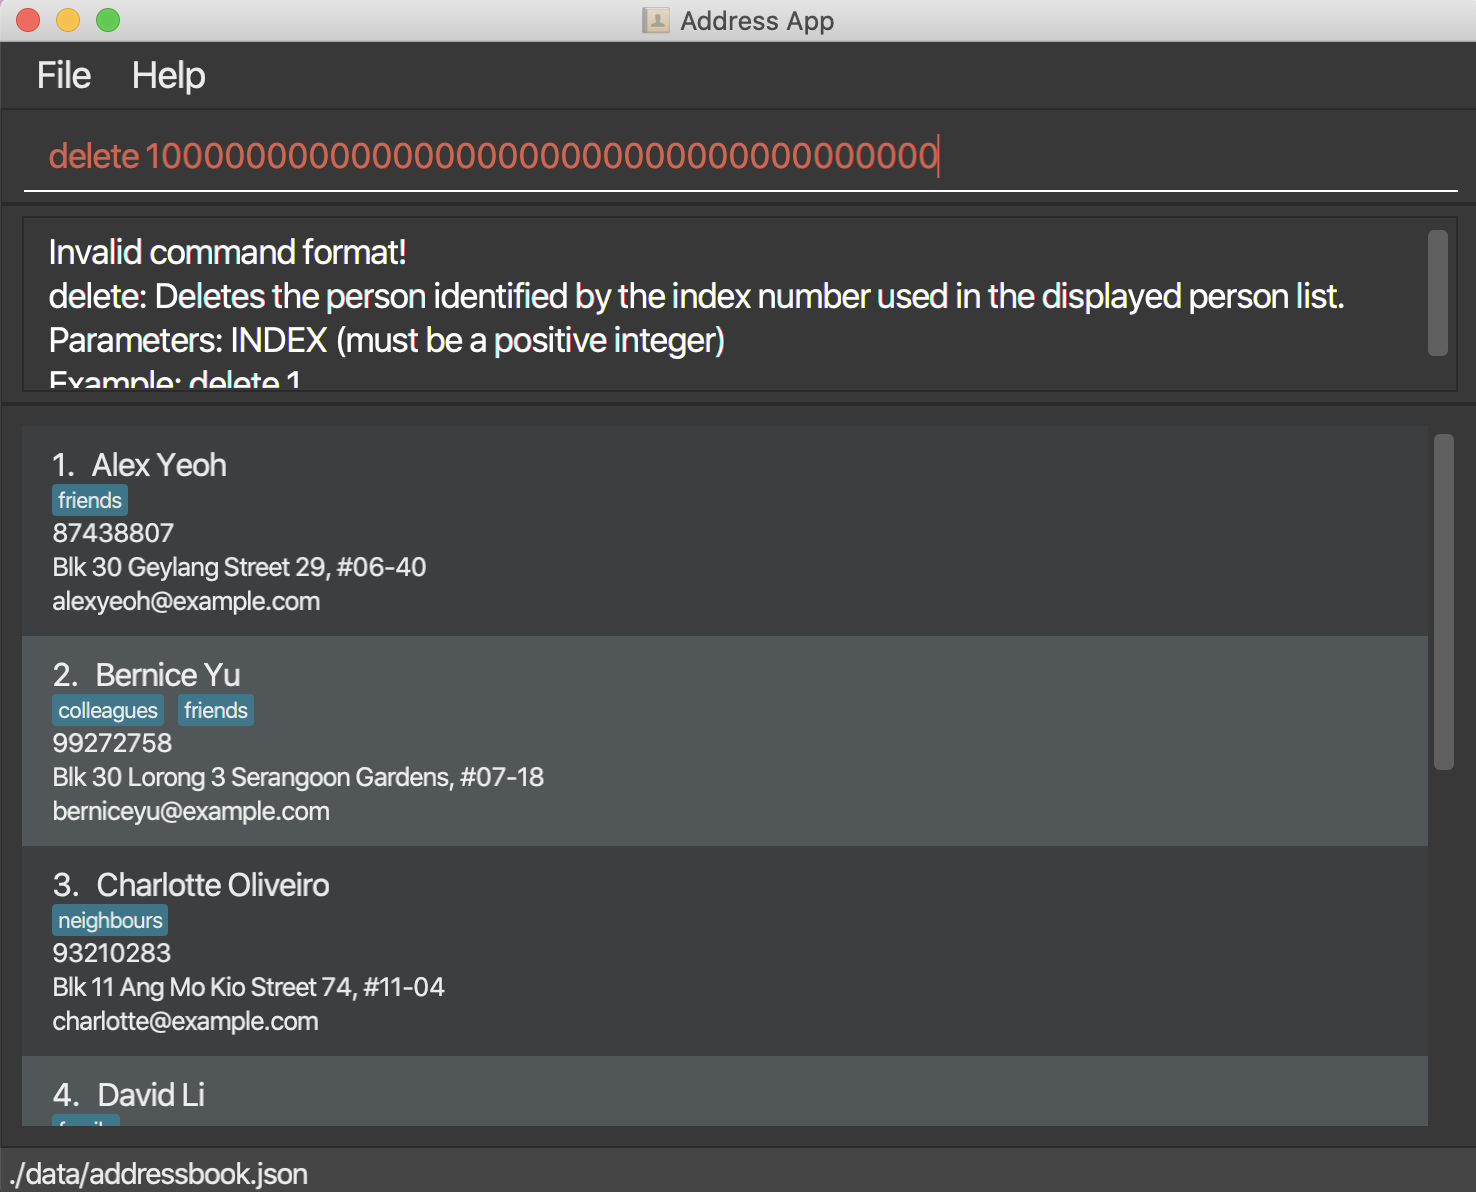 Address App
File Help
delete 1000000000000000000000000000000000000
Invalid command format!
delete: Deletes the person identified by the index number used in the displayed person list.
Parameters: INDEX (must be a positive integer)
Example: delete 1
1. Alex Yeoh
friends
87438807
Blk 30 Geylang Street 29, #06-40
alexyeoh@example.com
2. Bernice Yu
colleagues friends
99272758
Blk 30 Lorong 3 Serangoon Gardens, #07-18
berniceyu@example.com
3. Charlotte Oliveiro
neighbours
93210283
Blk 11 Ang Mo Kio Street 74, #11-04
charlotte@example.com
4. David Li
./data/addressbook.json